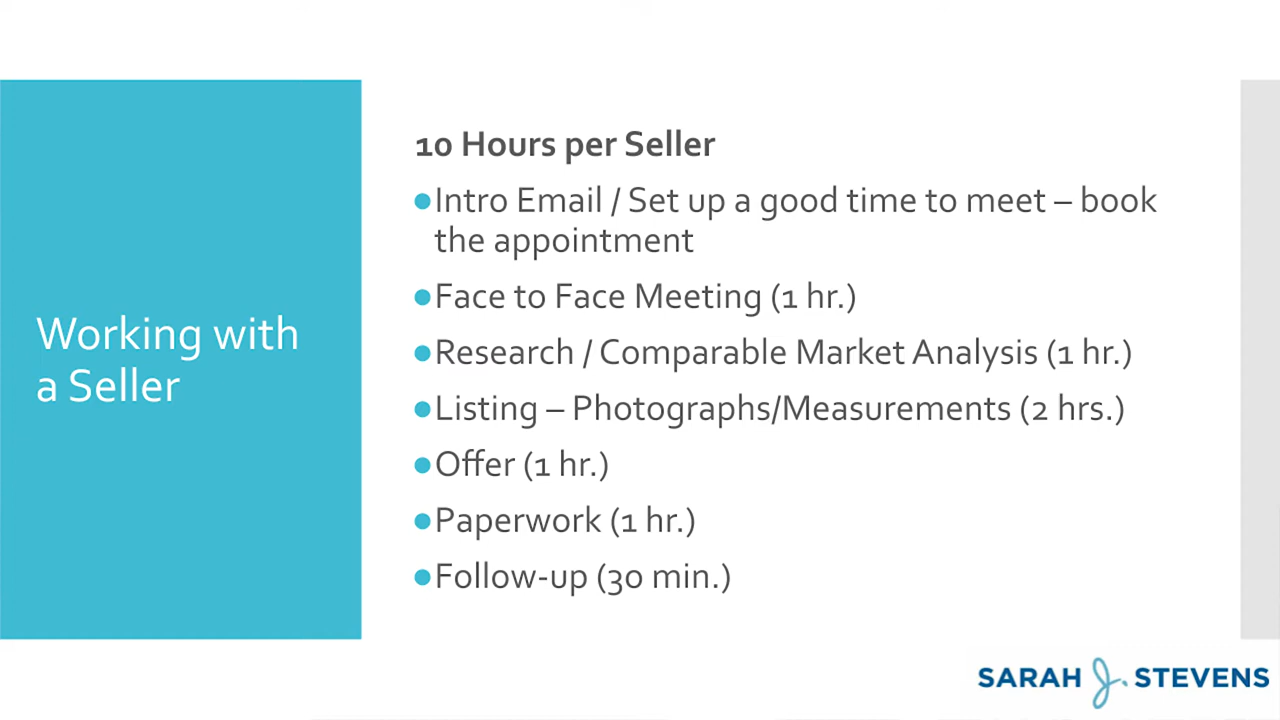 Working with
a Seller
10 Hours per Seller
●Intro Email / Set up a good time to meet – book
the appointment
●Face to Face Meeting (1 hr.)
●Research / Comparable Market Analysis (1 hr.)
●Listing – Photographs/Measurements (2 hrs.)
●Offer (1 hr.)
●Paperwork (1 hr.)
●Follow-up (30 min.)
SARAH J. STEVENS